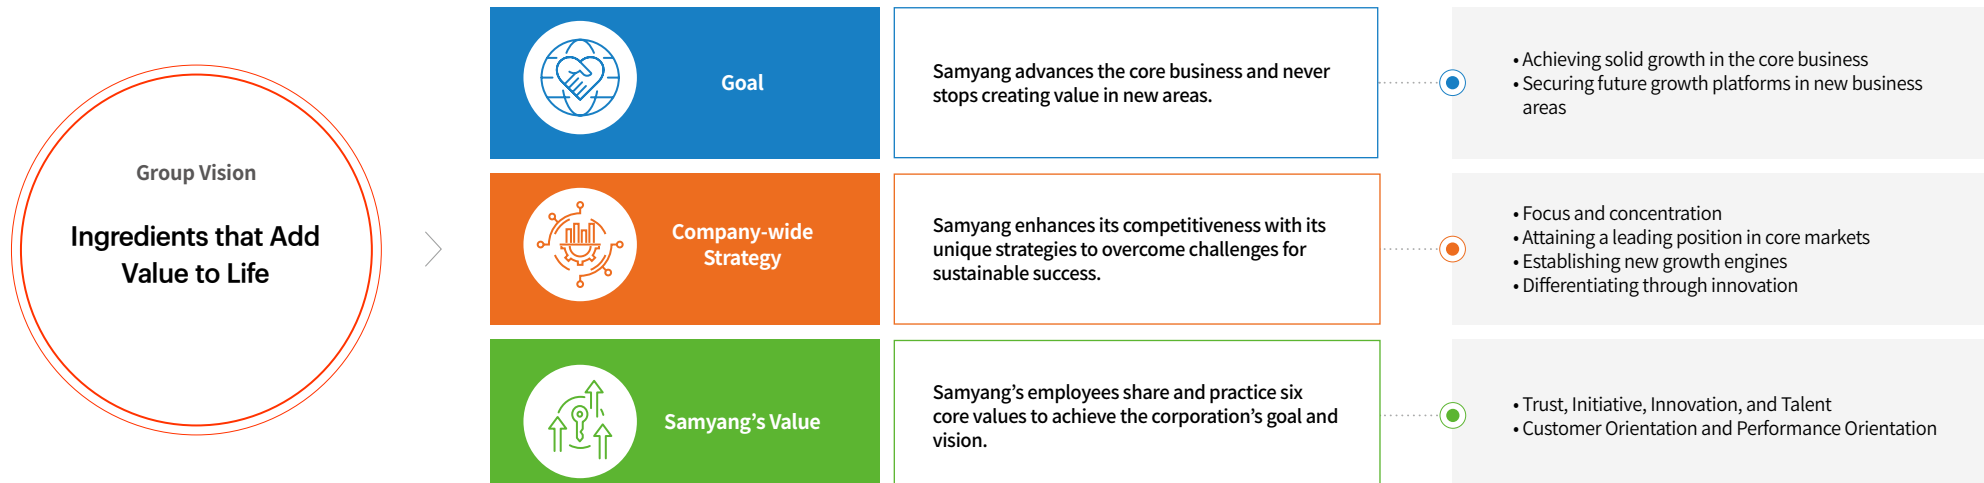 Group Vision
Ingredients that Add
Value to Life
Goal
Samyang advances the core business and never
stops creating value in new areas.
• Achieving solid growth in the core business
• Securing future growth platforms in new business
areas
Company-wide
Strategy
Samyang enhances its competitiveness with its
unique strategies to overcome challenges for
sustainable success.
• Focus and concentration
• Attaining a leading position in core markets
• Establishing new growth engines
• Differentiating through innovation
Samyang’s Value
Samyang’s employees share and practice six
core values to achieve the corporation’s goal and
vision.
• Trust, Initiative, Innovation, and Talent
• Customer Orientation and Performance Orientation